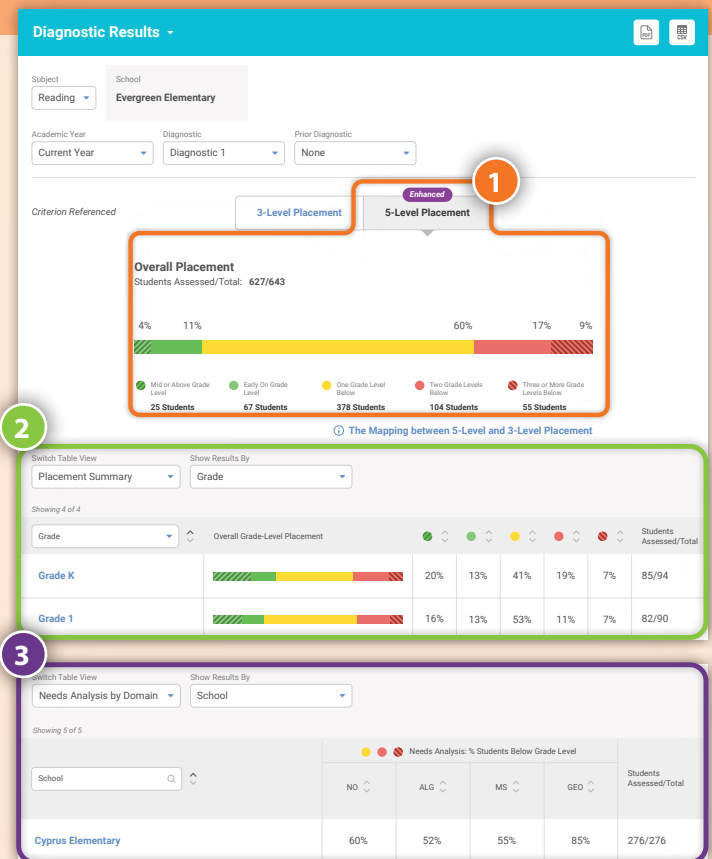 Diagnostic Results
PDF
CSV
Subject
School
Reading
Evergreen Elementary
Academic Year
Diagnostic
Prior Diagnostic
Current Year
Diagnostic 1
None
1
Enhanced
Criterion Referenced
3-Level Placement
5-Level Placement
Overall Placement
Students Assessed/Total: 627/643
4% 11% 60% 17% 9%
Mid or Above Grade
Level
25 Students
Early On Grade
Level
67 Students
One Grade Level
Below
378 Students
Two Grade Levels
Below
104 Students
Three or More Grade
Levels Below
55 Students
The Mapping between 5-Level and 3-Level Placement
2
Switch Table View
Show Results By
Placement Summary
Grade
Showing 4 of 4
Grade
Overall Grade-Level Placement
Students
Assessed/Total
Grade K 20% 13% 41% 19% 7% 85/94
Grade 1 16% 13% 53% 11% 7% 82/90
3
Switch Table View
Show Results By
Needs Analysis by Domain
School
Showing 5 of 5
Needs Analysis: % Students Below Grade Level
School
NO
ALG
MS
GEO
Students
Assessed/Total
Cyprus Elementary 60% 52% 55% 85% 276/276